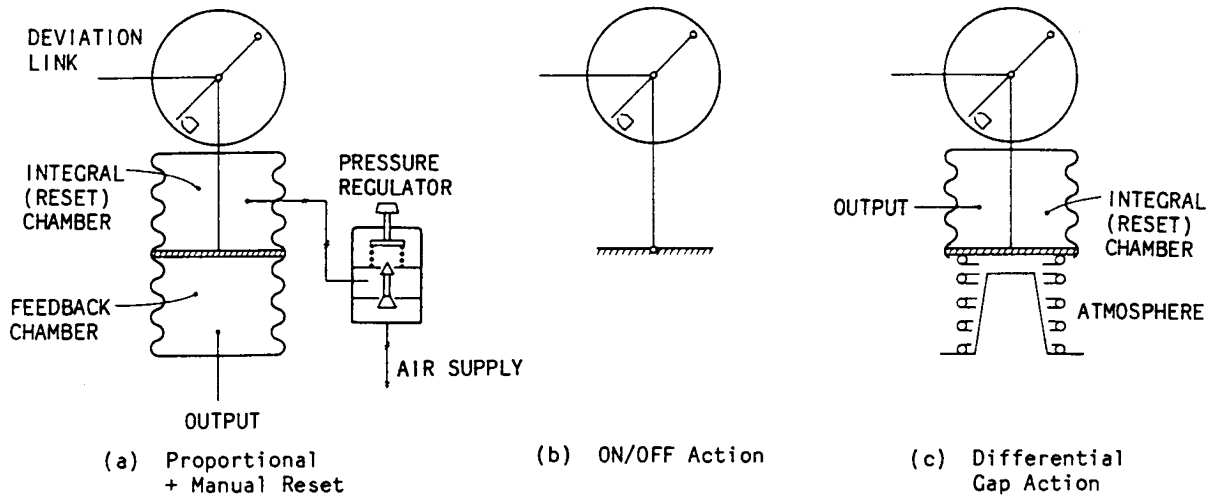 DEVIATION
LINK
INTEGRAL
(RESET)
CHAMBER
PRESSURE
REGULATOR
FEEDBACK
CHAMBER
AIR SUPPLY
OUTPUT
(a) Proportional
+ Manual Reset
(b) ON/OFF Action
OUTPUT
INTEGRAL
(RESET)
CHAMBER
ATMOSPHERE
(c) Differential
Gap Action